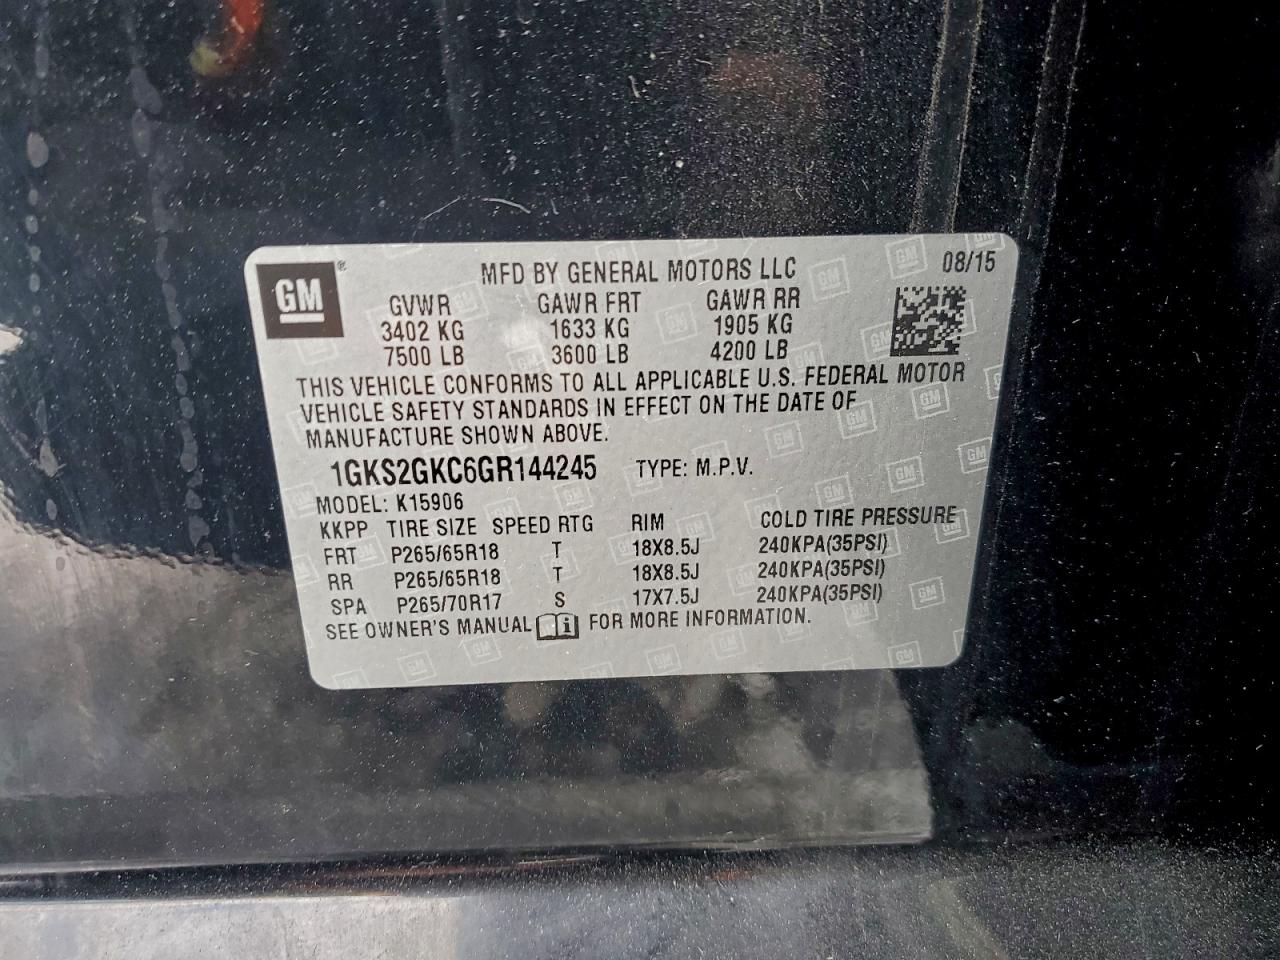 GM ®
MFD BY GENERAL MOTORS LLC 08/15
GVWR GAWR FRT GAWR RR
3402 KG 1633 KG 1905 KG
7500 LB 3600 LB 4200 LB
THIS VEHICLE CONFORMS TO ALL APPLICABLE U.S. FEDERAL MOTOR
VEHICLE SAFETY STANDARDS IN EFFECT ON THE DATE OF
MANUFACTURE SHOWN ABOVE.
1GKS2GKC6GR144245 TYPE: M.P.V.
MODEL: K15906
KKPP TIRE SIZE SPEED RTG RIM COLD TIRE PRESSURE
FRT P265/65R18 T 18X8.5J 240KPA(35PSI)
RR P265/65R18 T 18X8.5J 240KPA(35PSI)
SPA P265/70R17 S 17X7.5J 240KPA(35PSI)
SEE OWNER'S MANUAL i FOR MORE INFORMATION.